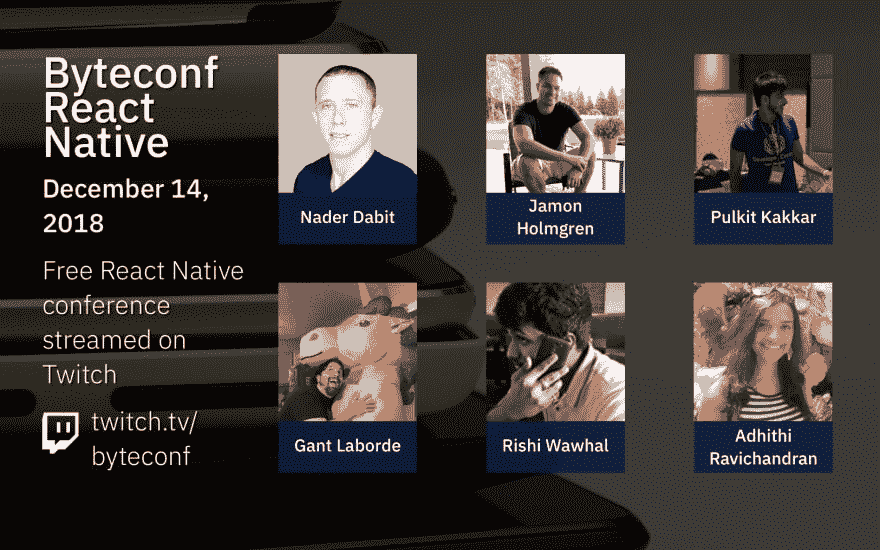 Byteconf
React
Native
December 14,
2018
Free React Native
conference
streamed on
Twitch
twitch.tv/
byteconf
Nader Dabit
Jamon
Holmgren
Pulkit Kakkar
Gant Laborde
Rishi Wawhal
Adhithi
Ravichandran